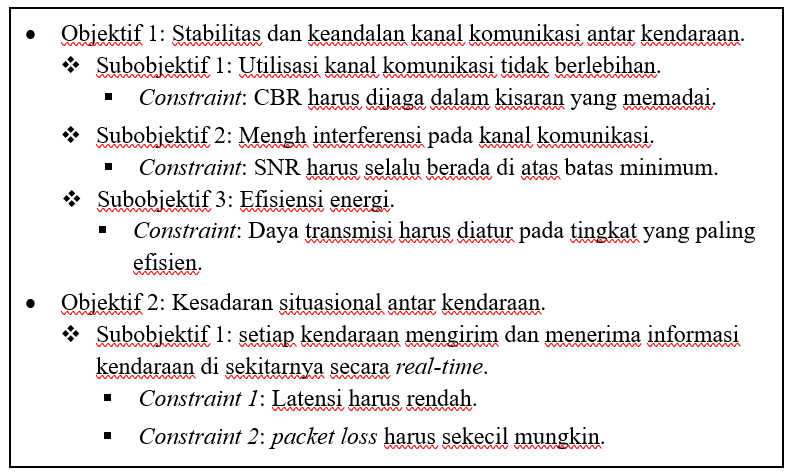 • Objektif 1: Stabilitas dan keandalan kanal komunikasi antar kendaraan.
❖ Subobjektif 1: Utilisasi kanal komunikasi tidak berlebihan.
▪ Constraint: CBR harus dijaga dalam kisaran yang memadai.
❖ Subobjektif 2: Mengh interferensi pada kanal komunikasi.
▪ Constraint: SNR harus selalu berada di atas batas minimum.
❖ Subobjektif 3: Efisiensi energi.
▪ Constraint: Daya transmisi harus diatur pada tingkat yang paling
efisien.
• Objektif 2: Kesadaran situasional antar kendaraan.
❖ Subobjektif 1: setiap kendaraan mengirim dan menerima informasi
kendaraan di sekitarnya secara real-time.
▪ Constraint 1: Latensi harus rendah.
▪ Constraint 2: packet loss harus sekecil mungkin.